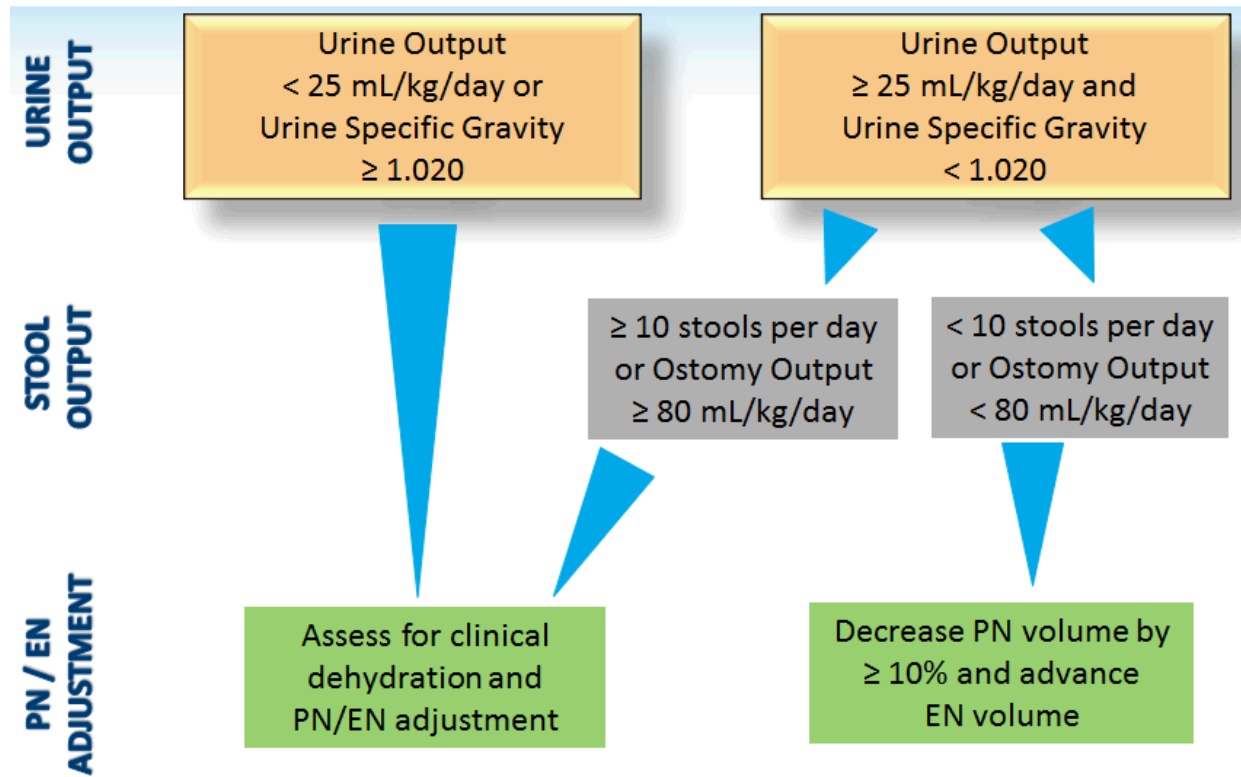 URINE
OUTPUT
Urine Output
< 25 mL/kg/day or
Urine Specific Gravity
≥ 1.020
Urine Output
≥ 25 mL/kg/day and
Urine Specific Gravity
< 1.020
STOOL
OUTPUT
≥ 10 stools per day
or Ostomy Output
≥ 80 mL/kg/day
< 10 stools per day
or Ostomy Output
< 80 mL/kg/day
PN / EN
ADJUSTMENT
Assess for clinical
dehydration and
PN/EN adjustment
Decrease PN volume by
≥ 10% and advance
EN volume